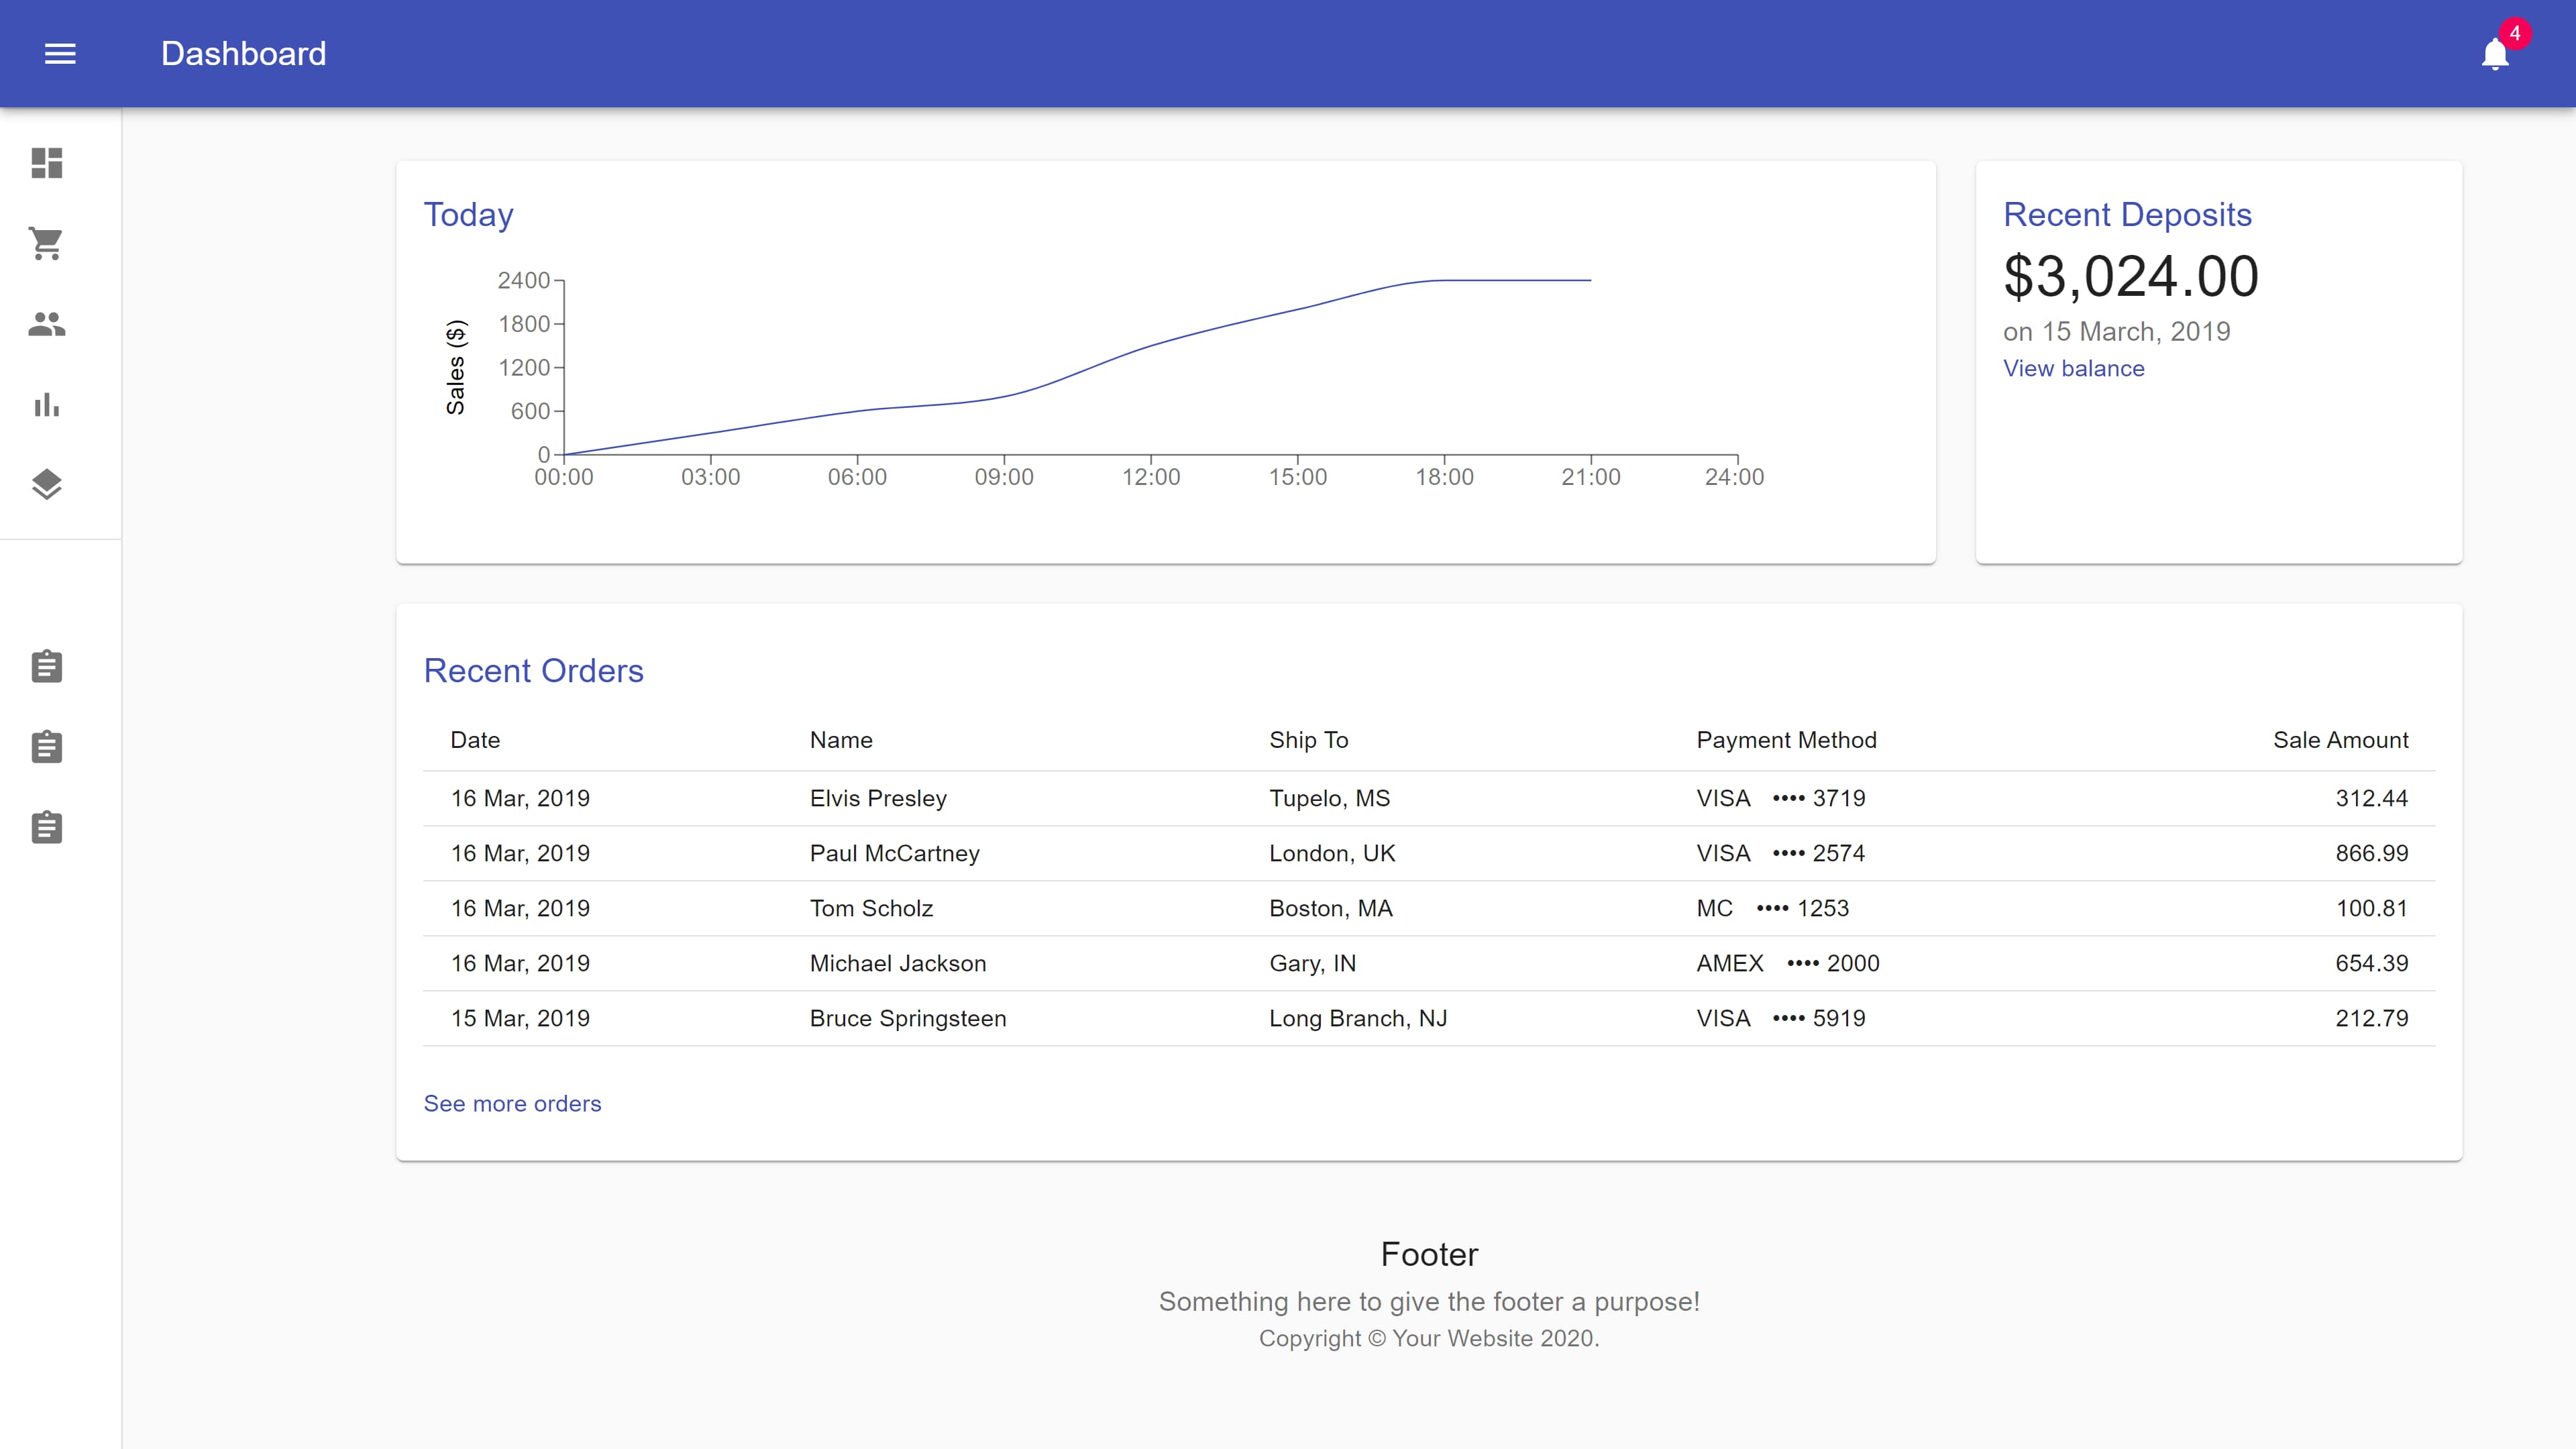 Dashboard
4
Today
Sales ($)
2400
1800
1200
600
0
00:00 03:00 06:00 09:00 12:00 15:00 18:00 21:00 24:00
Recent Deposits
$3,024.00
on 15 March, 2019
View balance
Recent Orders
Date Name Ship To Payment Method Sale Amount
16 Mar, 2019 Elvis Presley Tupelo, MS VISA •••• 3719 312.44
16 Mar, 2019 Paul McCartney London, UK VISA •••• 2574 866.99
16 Mar, 2019 Tom Scholz Boston, MA MC •••• 1253 100.81
16 Mar, 2019 Michael Jackson Gary, IN AMEX •••• 2000 654.39
15 Mar, 2019 Bruce Springsteen Long Branch, NJ VISA •••• 5919 212.79
See more orders
Footer
Something here to give the footer a purpose!
Copyright © Your Website 2020.